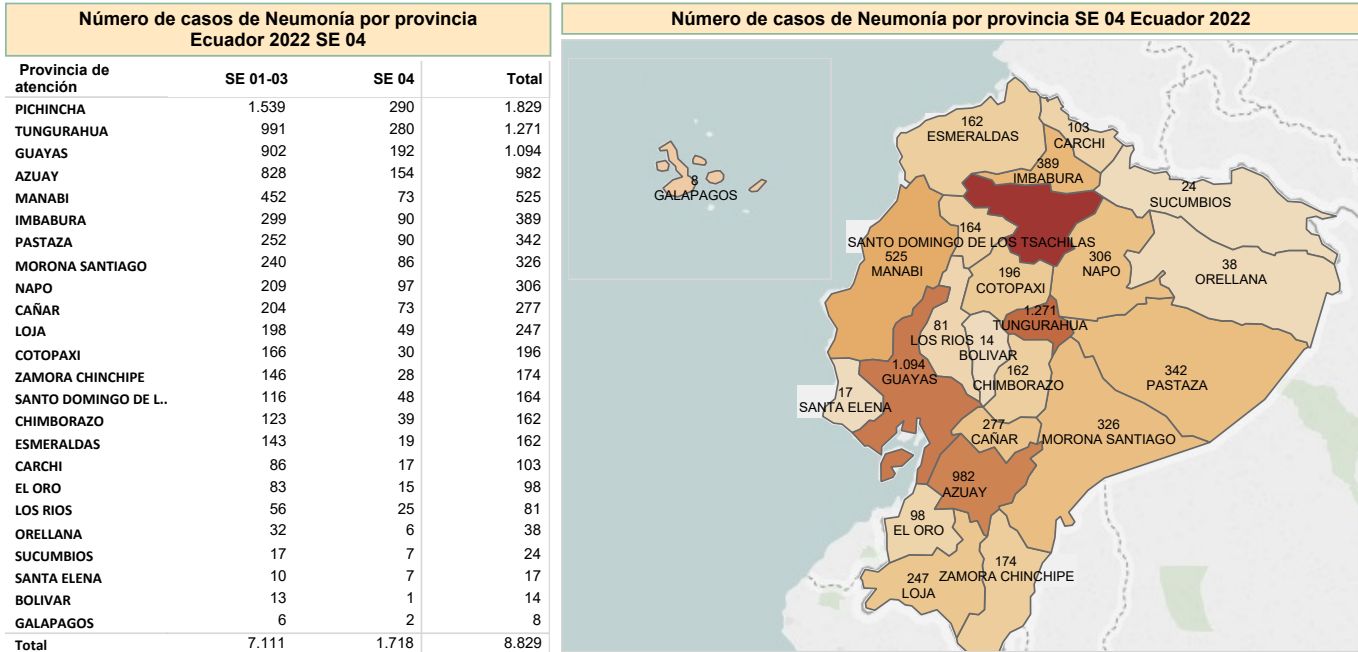 Número de casos de Neumonía por provincia
Ecuador 2022 SE 04
Provincia de
atención SE 01-03 SE 04 Total
PICHINCHA 1.539 290 1.829
TUNGURAHUA 991 280 1.271
GUAYAS 902 192 1.094
AZUAY 828 154 982
MANABI 452 73 525
IMBABURA 299 90 389
PASTAZA 252 90 342
MORONA SANTIAGO 240 86 326
NAPO 209 97 306
CAÑAR 204 73 277
LOJA 198 49 247
COTOPAXI 166 30 196
ZAMORA CHINCHIPE 146 28 174
SANTO DOMINGO DE L.. 116 48 164
CHIMBORAZO 123 39 162
ESMERALDAS 143 19 162
CARCHI 86 17 103
EL ORO 83 15 98
LOS RIOS 56 25 81
ORELLANA 32 6 38
SUCUMBIOS 17 7 24
SANTA ELENA 10 7 17
BOLIVAR 13 1 14
GALAPAGOS 6 2 8
Total 7.111 1.718 8.829
Número de casos de Neumonía por provincia SE 04 Ecuador 2022
162
ESMERALDAS
103
CARCHI
389
IMBABURA
8
GALAPAGOS
24
SUCUMBIOS
164
SANTO DOMINGO DE LOS TSACHILAS
525
MANABI
306
NAPO
38
ORELLANA
196
COTOPAXI
1.271
TUNGURAHUA
81
LOS RIOS
14
BOLIVAR
1.094
GUAYAS
162
CHIMBORAZO
342
PASTAZA
17
SANTA ELENA
277
CAÑAR
326
MORONA SANTIAGO
982
AZUAY
98
EL ORO
174
ZAMORA CHINCHIPE
247
LOJA